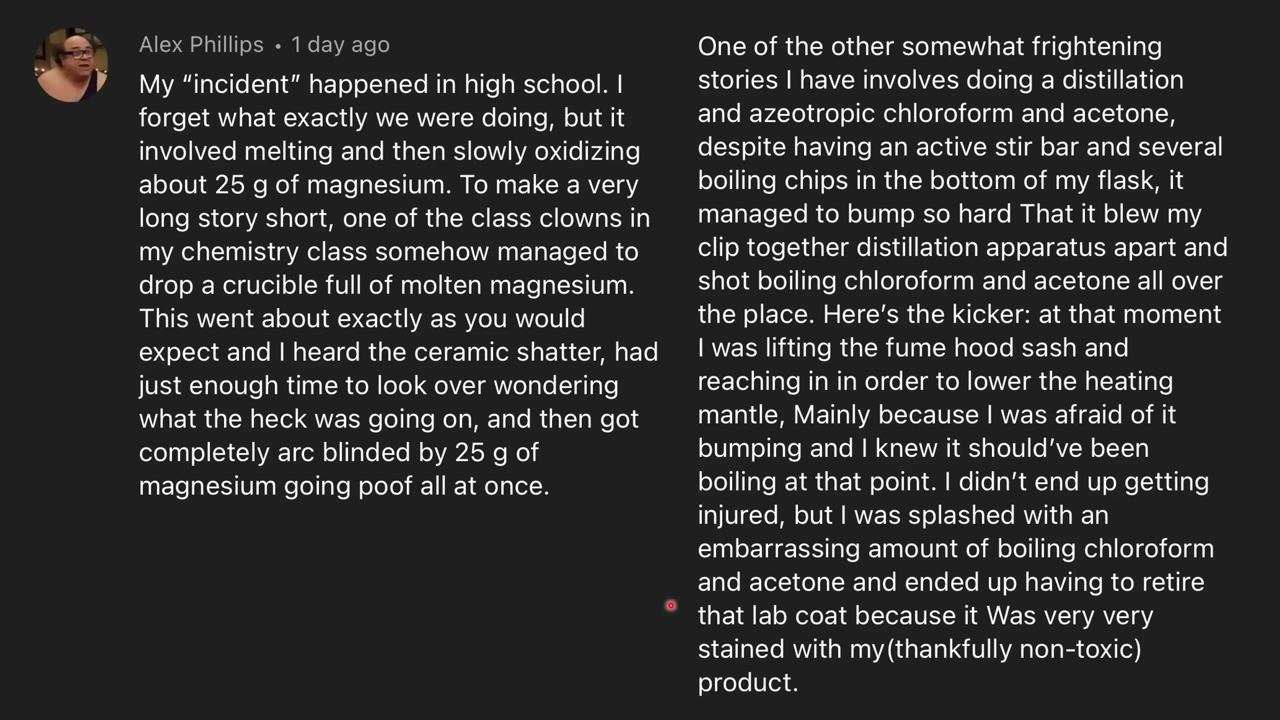 Alex Phillips • 1 day ago
My “incident” happened in high school. I
forget what exactly we were doing, but it
involved melting and then slowly oxidizing
about 25 g of magnesium. To make a very
long story short, one of the class clowns in
my chemistry class somehow managed to
drop a crucible full of molten magnesium.
This went about exactly as you would
expect and I heard the ceramic shatter, had
just enough time to look over wondering
what the heck was going on, and then got
completely arc blinded by 25 g of
magnesium going poof all at once.
One of the other somewhat frightening
stories I have involves doing a distillation
and azeotropic chloroform and acetone,
despite having an active stir bar and several
boiling chips in the bottom of my flask, it
managed to bump so hard That it blew my
clip together distillation apparatus apart and
shot boiling chloroform and acetone all over
the place. Here’s the kicker: at that moment
I was lifting the fume hood sash and
reaching in in order to lower the heating
mantle, Mainly because I was afraid of it
bumping and I knew it should’ve been
boiling at that point. I didn’t end up getting
injured, but I was splashed with an
embarrassing amount of boiling chloroform
and acetone and ended up having to retire
that lab coat because it Was very very
stained with my(thankfully non-toxic)
product.